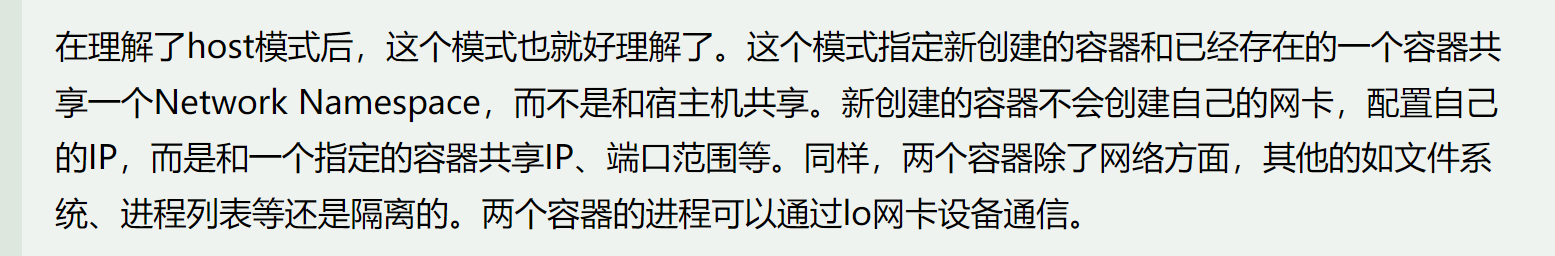 在理解了host模式后，这个模式也就好理解了。这个模式指定新创建的容器和已经存在的一个容器共
享一个Network Namespace，而不是和宿主机共享。新创建的容器不会创建自己的网卡，配置自己
的IP，而是和一个指定的容器共享IP、端口范围等。同样，两个容器除了网络方面，其他的如文件系
统、进程列表等还是隔离的。两个容器的进程可以通过lo网卡设备通信。